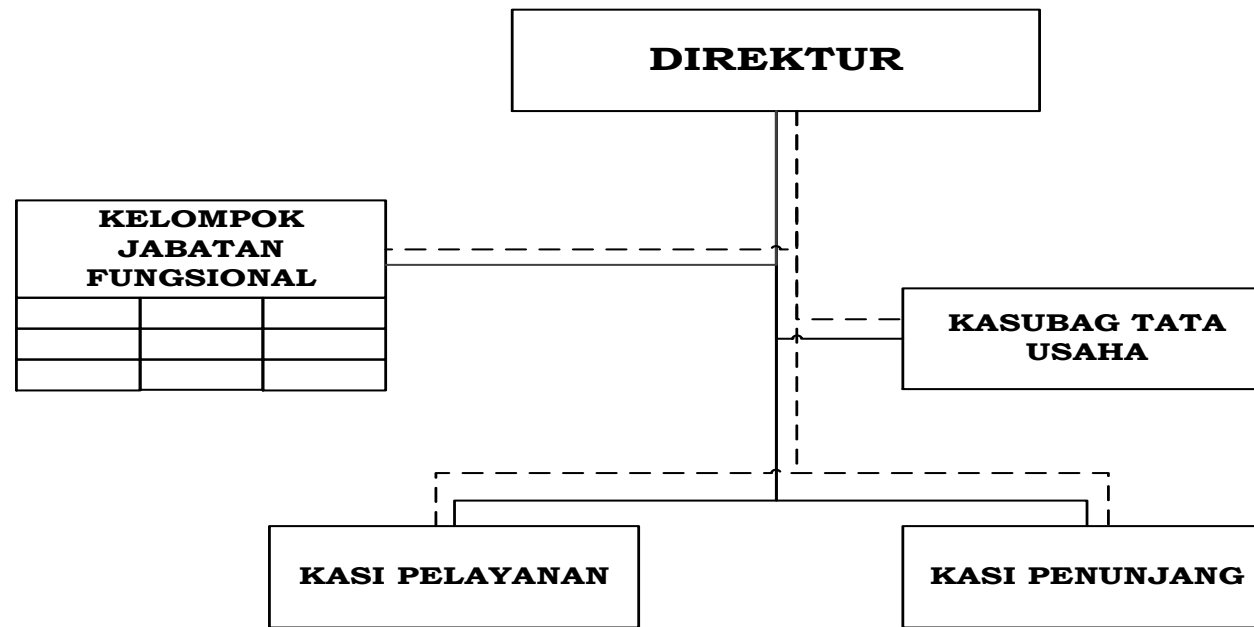 DIREKTUR
KELOMPOK
JABATAN
FUNGSIONAL
KASUBAG TATA
USAHA
KASI PELAYANAN
KASI PENUNJANG